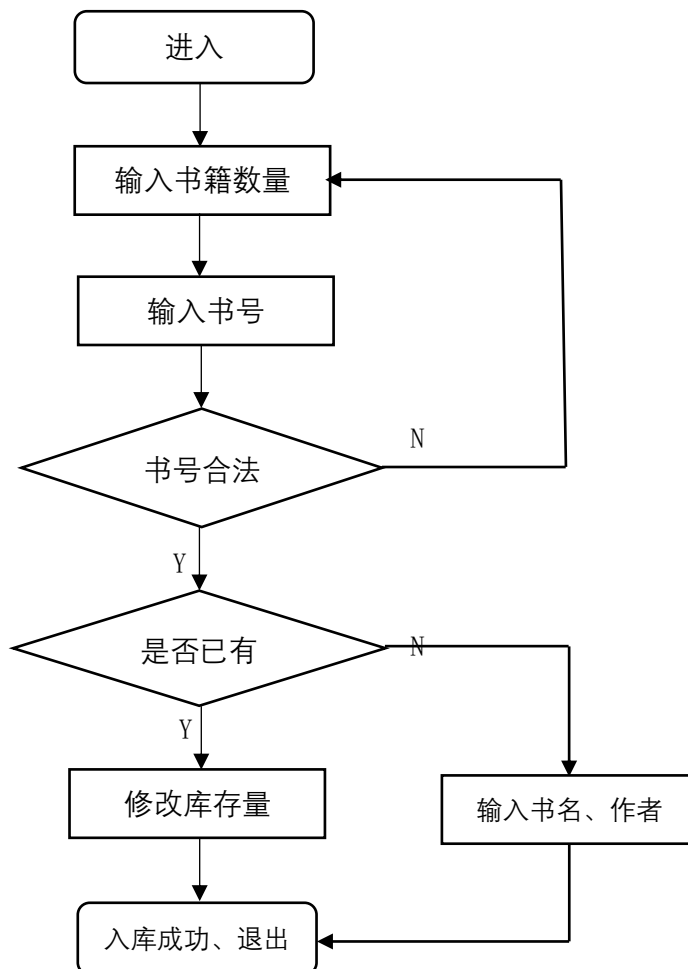 进入
输入书籍数量
输入书号
书号合法
N
Y
是否已有
N
Y
修改库存量
输入书名、作者
入库成功、退出